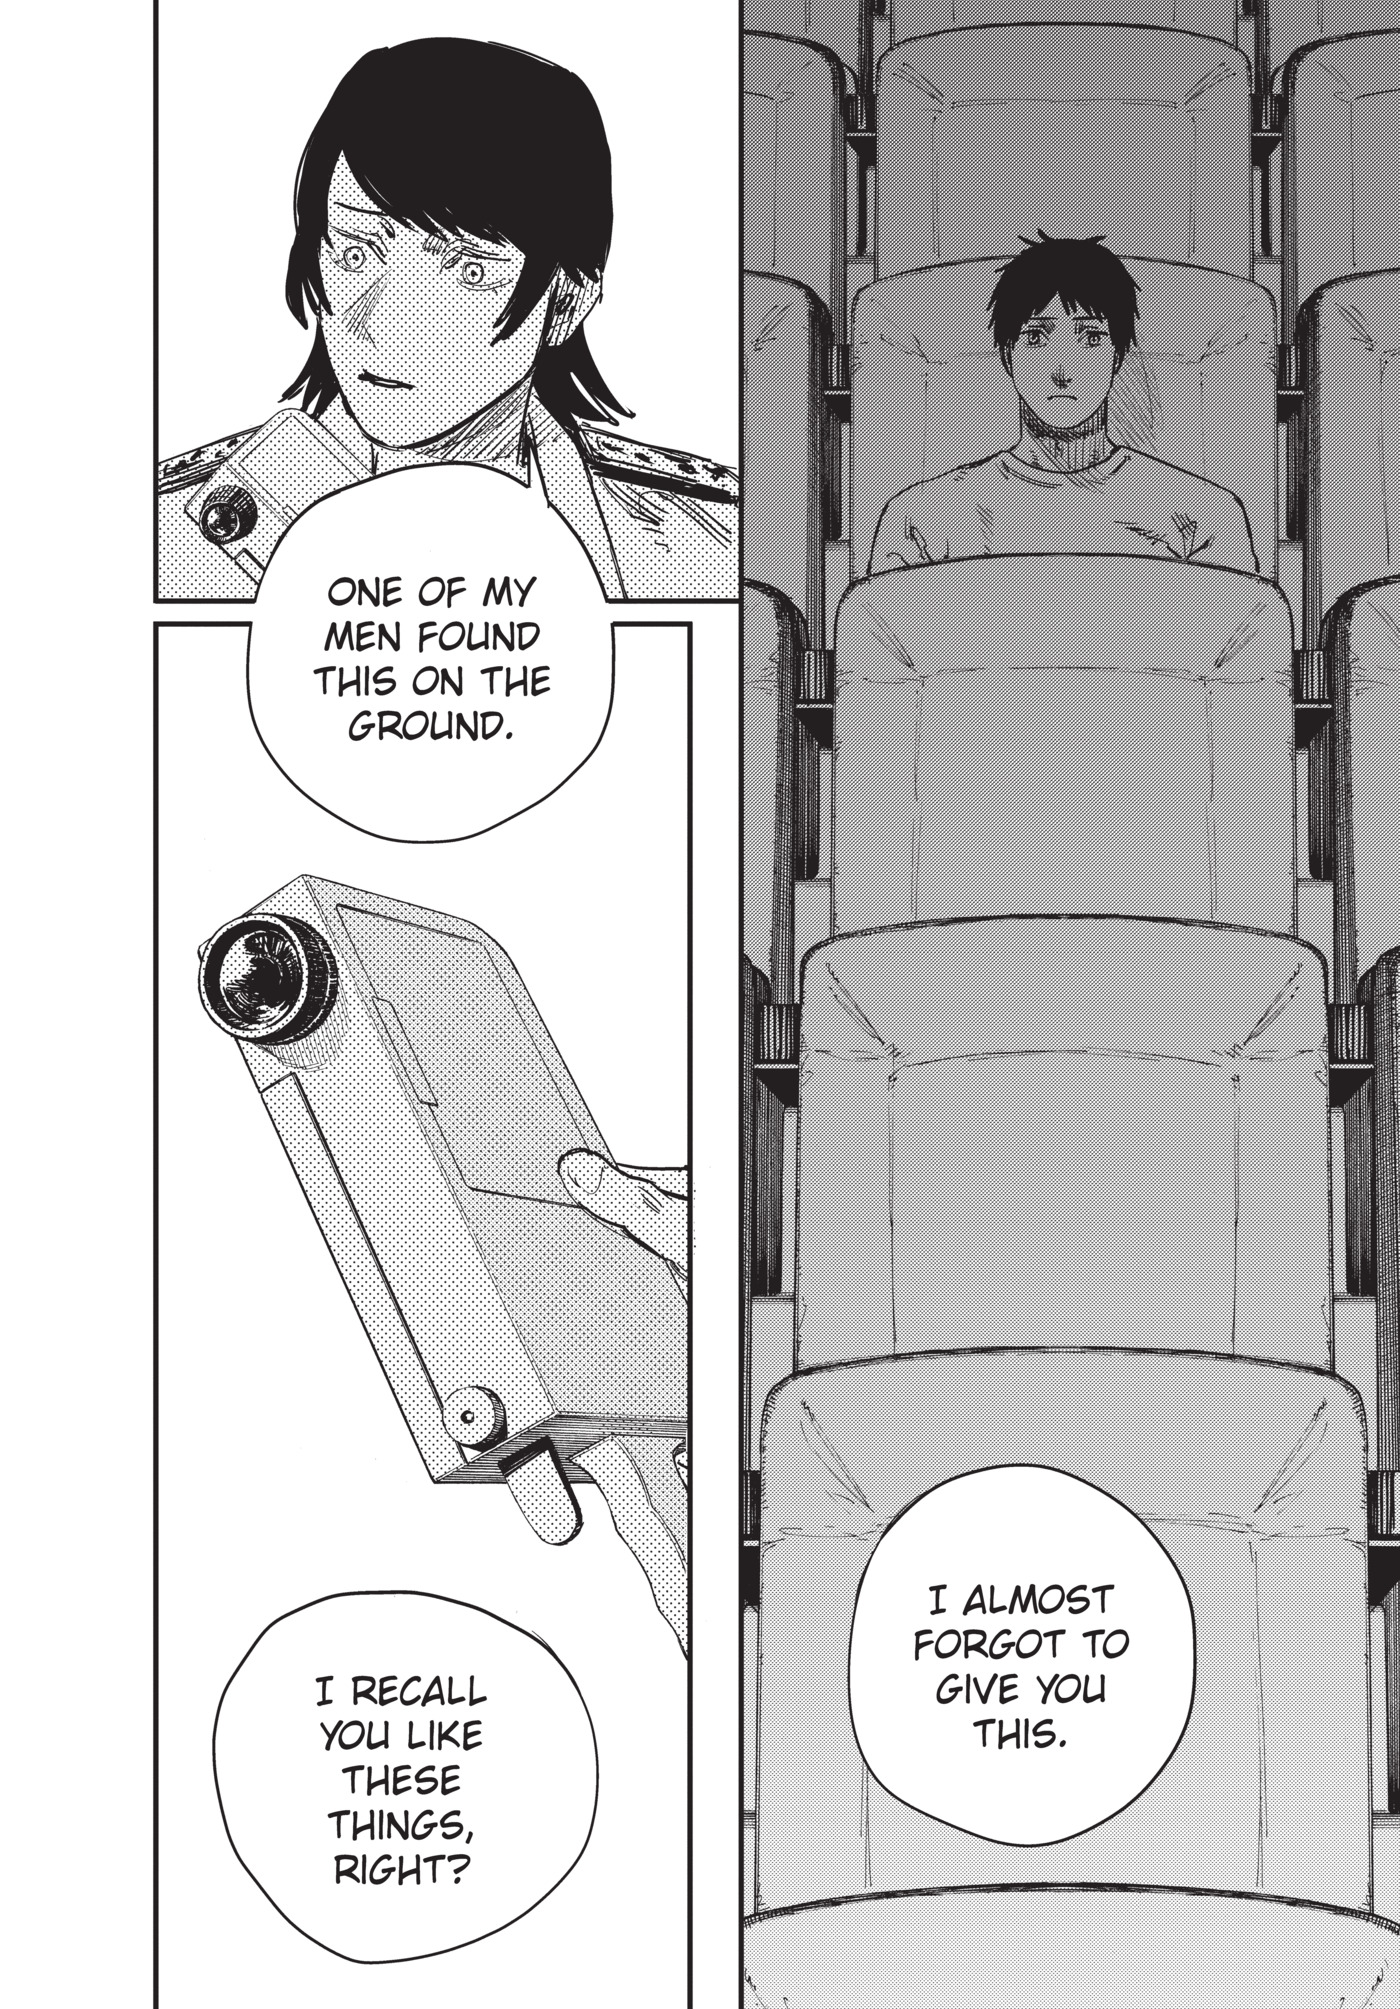 I ALMOST
FORGOT TO
GIVE YOU
THIS.
ONE OF MY
MEN FOUND
THIS ON THE
GROUND.
I RECALL
YOU LIKE
THESE
THINGS,
RIGHT?